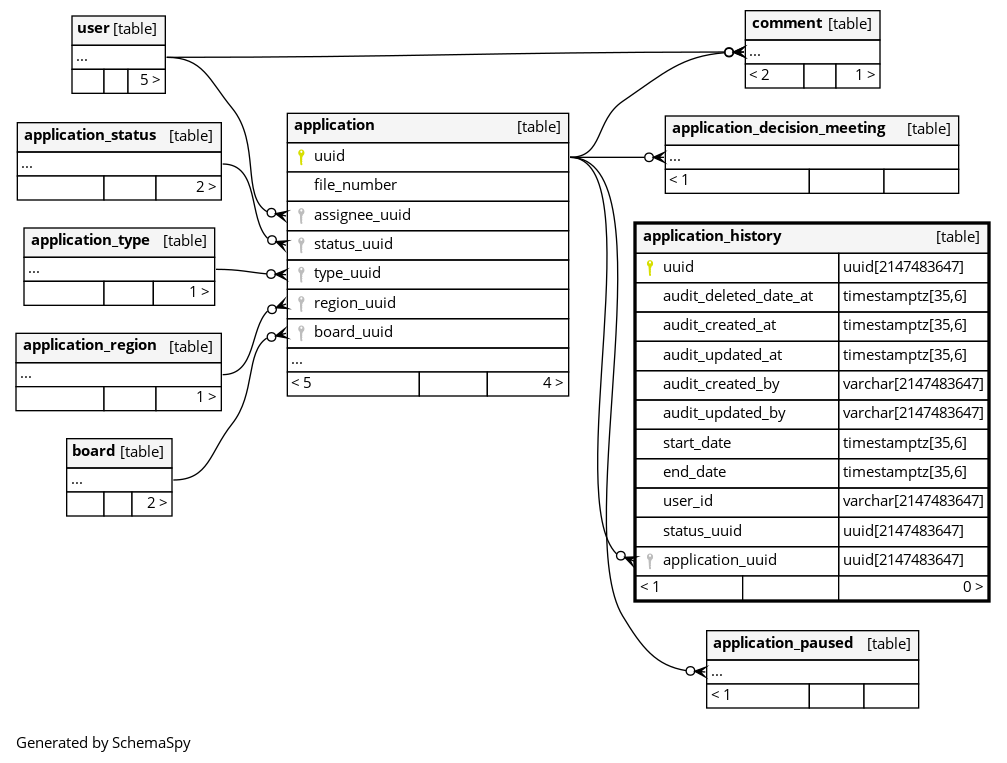 user [table]
...
5 >
application_status [table]
...
2 >
application_type [table]
...
1 >
application_region [table]
...
1 >
board [table]
...
2 >
application [table]
uuid
file_number
assignee_uuid
status_uuid
type_uuid
region_uuid
board_uuid
...
< 5 4 >
comment [table]
...
< 2 1 >
application_decision_meeting [table]
...
< 1
application_history [table]
uuid uuid[2147483647]
audit_deleted_date_at timestamptz[35,6]
audit_created_at timestamptz[35,6]
audit_updated_at timestamptz[35,6]
audit_created_by varchar[2147483647]
audit_updated_by varchar[2147483647]
start_date timestamptz[35,6]
end_date timestamptz[35,6]
user_id varchar[2147483647]
status_uuid uuid[2147483647]
application_uuid uuid[2147483647]
< 1 0 >
application_paused [table]
...
< 1
Generated by SchemaSpy